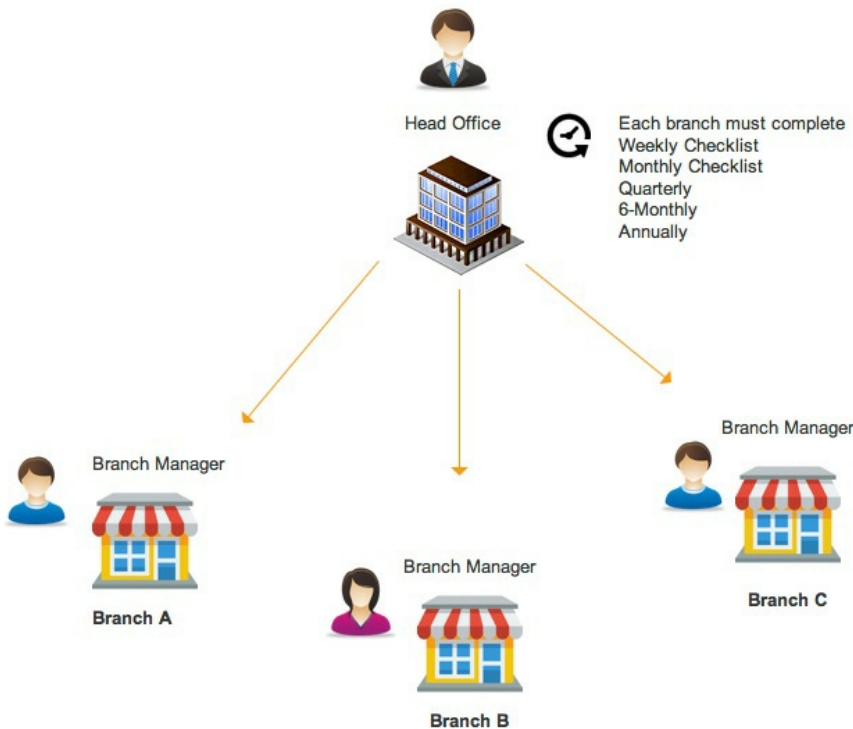 Head Office
Each branch must complete
Weekly Checklist
Monthly Checklist
Quarterly
6-Monthly
Annually
Branch Manager
Branch A
Branch Manager
Branch B
Branch Manager
Branch C